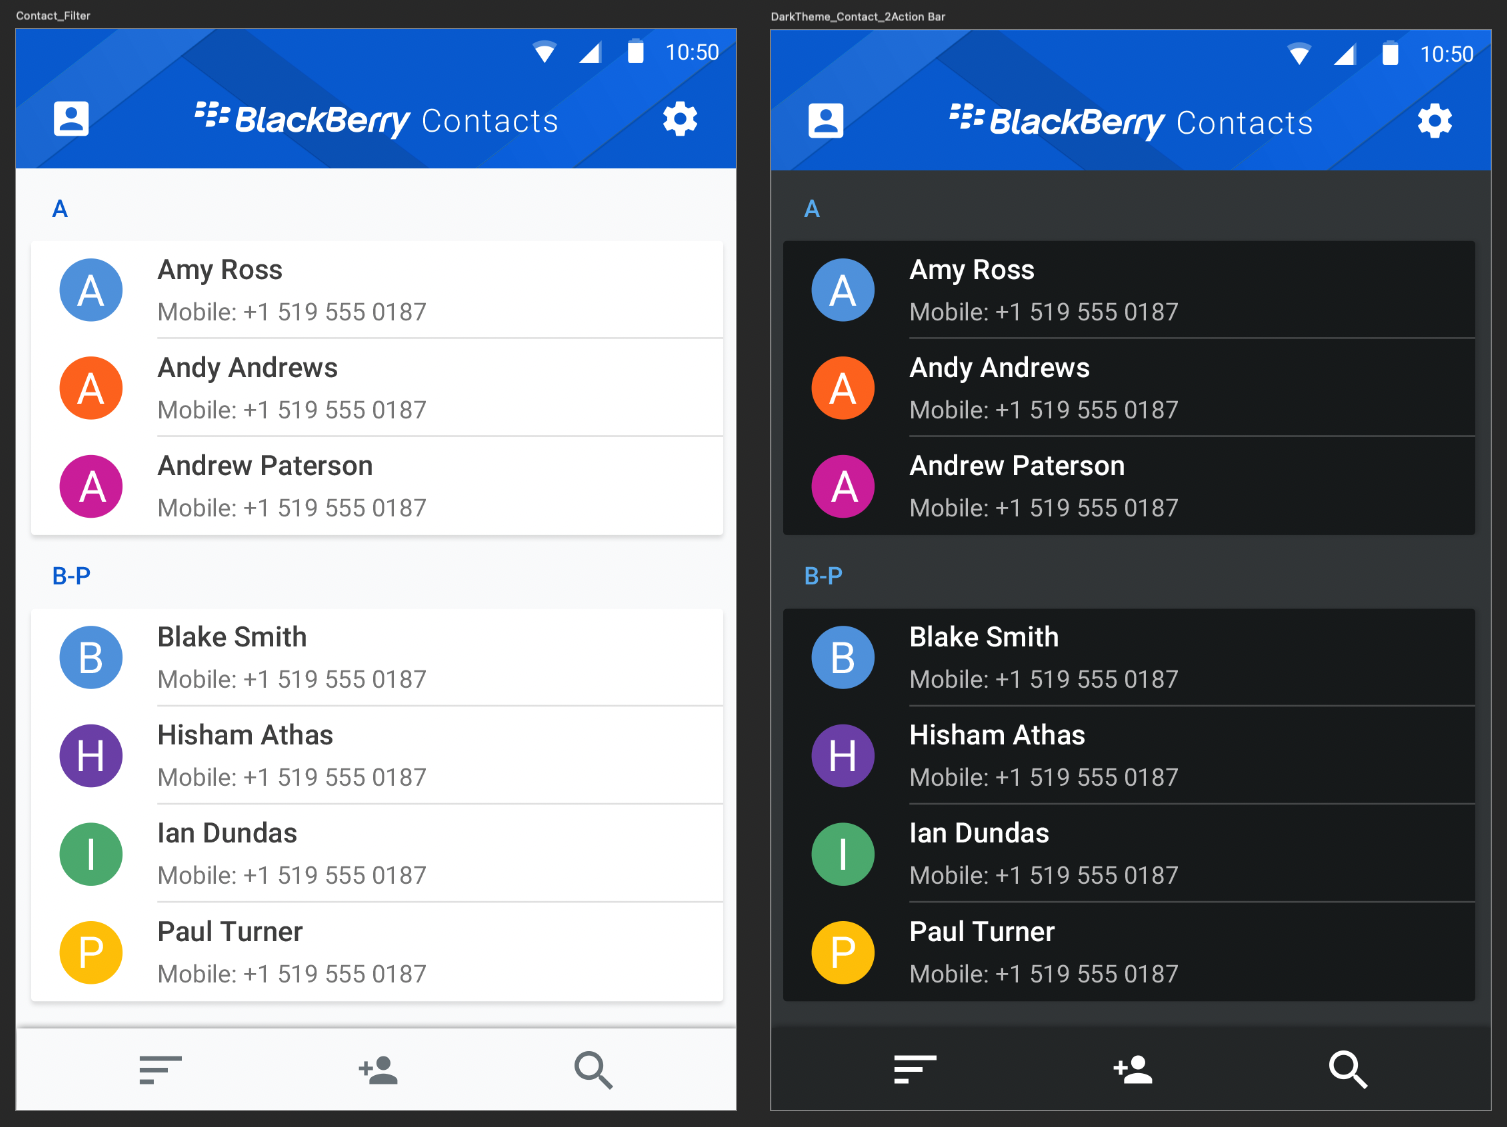 Contact_Filter
10:50
BlackBerry Contacts
A
A
Amy Ross
Mobile: +1 519 555 0187
A
Andy Andrews
Mobile: +1 519 555 0187
A
Andrew Paterson
Mobile: +1 519 555 0187
B-P
B
Blake Smith
Mobile: +1 519 555 0187
H
Hisham Athas
Mobile: +1 519 555 0187
I
Ian Dundas
Mobile: +1 519 555 0187
P
Paul Turner
Mobile: +1 519 555 0187
DarkTheme_Contact_2Action Bar
10:50
BlackBerry Contacts
A
A
Amy Ross
Mobile: +1 519 555 0187
A
Andy Andrews
Mobile: +1 519 555 0187
A
Andrew Paterson
Mobile: +1 519 555 0187
B-P
B
Blake Smith
Mobile: +1 519 555 0187
H
Hisham Athas
Mobile: +1 519 555 0187
I
Ian Dundas
Mobile: +1 519 555 0187
P
Paul Turner
Mobile: +1 519 555 0187